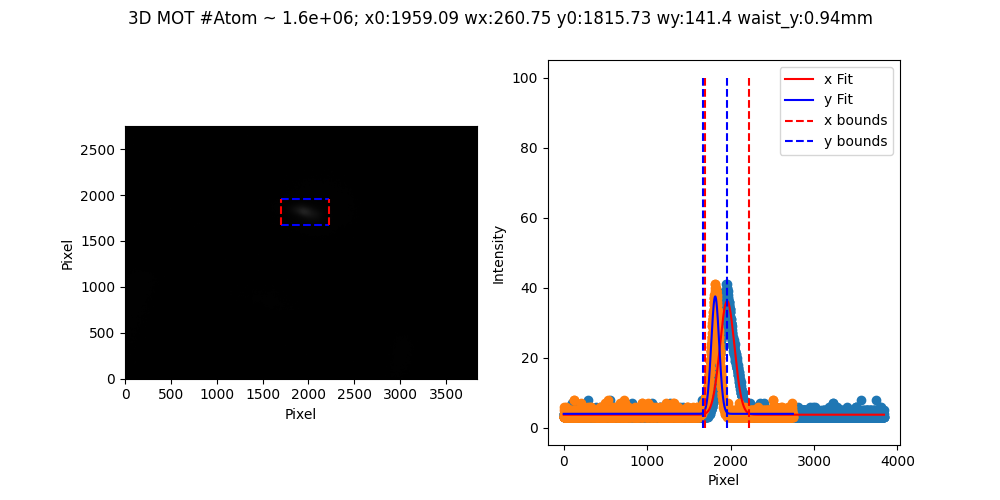 3D MOT #Atom ~ 1.6e+06; x0:1959.09 wx:260.75 y0:1815.73 wy:141.4 waist_y:0.94mm
2500
2000
1500
1000
500
0
Pixel
0 500 1000 1500 2000 2500 3000 3500
Pixel
100
80
60
40
20
0
Intensity
0 1000 2000 3000 4000
Pixel
x Fit
y Fit
x bounds
y bounds